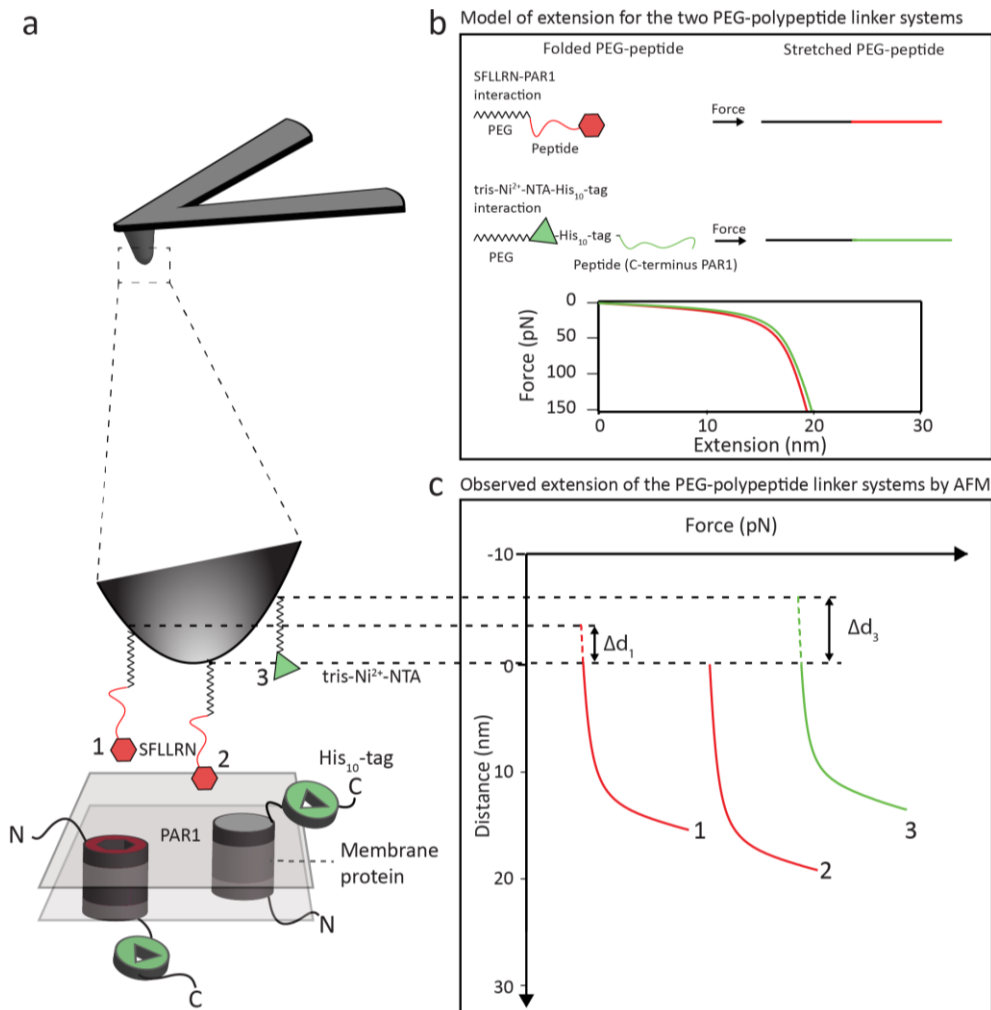 a
b Model of extension for the two PEG-polypeptide linker systems
Folded PEG-peptide
Stretched PEG-peptide
SFLLRN-PAR1
interaction
PEG
Peptide
Force
tris-Ni²⁺-NTA-His₁₀-tag
interaction
PEG
-His₁₀-tag -
Peptide (C-terminus PAR1)
Force
Force (pN)
0
50
100
150
0
10
20
30
Extension (nm)
c Observed extension of the PEG-polypeptide linker systems by AFM
Force (pN)
-10
0
10
20
30
Distance (nm)
Δd₁
Δd₃
1
2
3
3
tris-Ni²⁺-NTA
1
SFLLRN
2
His₁₀-tag
C
N
PAR1
Membrane
protein
N
C